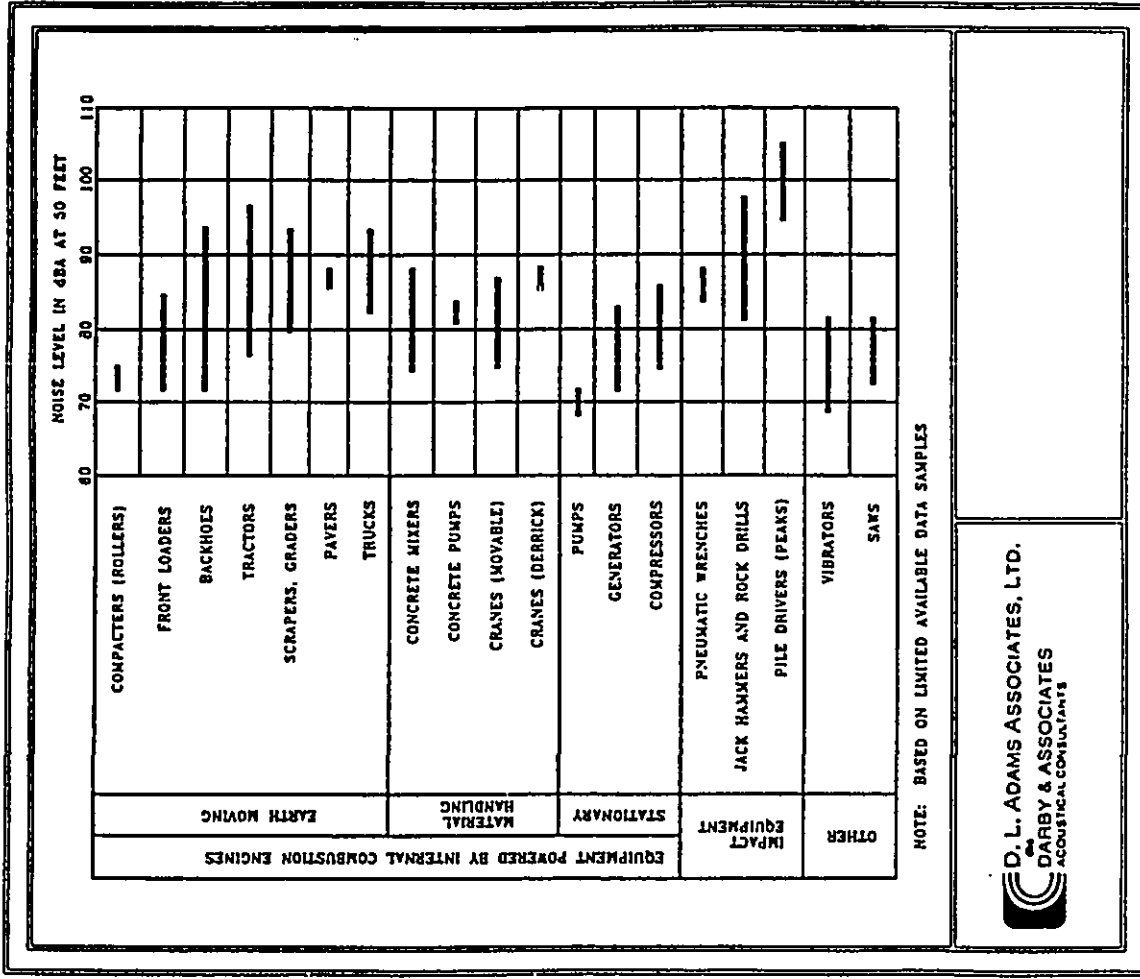 NOISE LEVEL IN dBA AT 50 FEET
60 70 80 90 100 110
EQUIPMENT POWERED BY INTERNAL COMBUSTION ENGINES
EARTH MOVING
COMPACTERS (ROLLERS)
FRONT LOADERS
BACKHOES
TRACTORS
SCRAPERS, GRADERS
PAVERS
TRUCKS
MATERIAL
HANDLING
CONCRETE MIXERS
CONCRETE PUMPS
CRANES (MOVABLE)
CRANES (DERRICK)
STATIONARY
PUMPS
GENERATORS
COMPRESSORS
IMPACT
EQUIPMENT
PNEUMATIC WRENCHES
JACK HAMMERS AND ROCK DRILLS
PILE DRIVERS (PEAKS)
OTHER
VIBRATORS
SAWS
NOTE: BASED ON LIMITED AVAILABLE DATA SAMPLES
D. L. ADAMS ASSOCIATES, LTD.
DARBY & ASSOCIATES
ACOUSTICAL CONSULTANTS